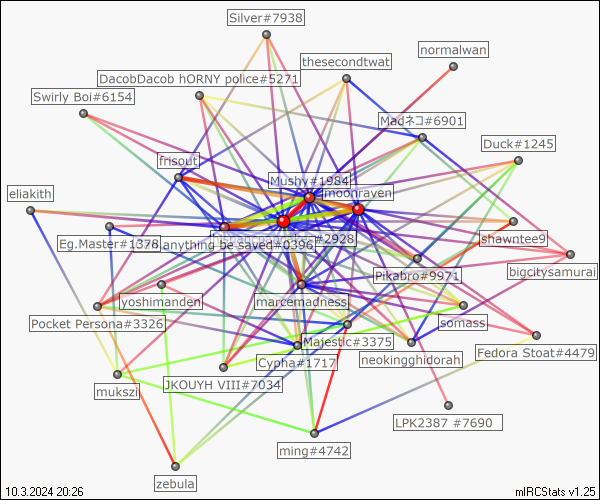 Silver#7938
normalwan
thesecondtwat
DacobDacob hORNY police#5271
Swirly Boi#6154
Madネコ#6901
Duck#1245
frisout
Mushy#1984
moonraven
eliakith
shawntee9
Eg.Master#1378
anything be saved#0396
#2928
bigcitysamurai
Pikabro#9971
yoshimanden
marcemadness
somass
Pocket Persona#3326
Majestic#3375
Fedora Stoat#4479
neokingghidorah
Cypha#1717
JKOUYH VIII#7034
mukszi
LPK2387 #7690
ming#4742
zebula
10.3.2024 20:26
mIRCStats v1.25